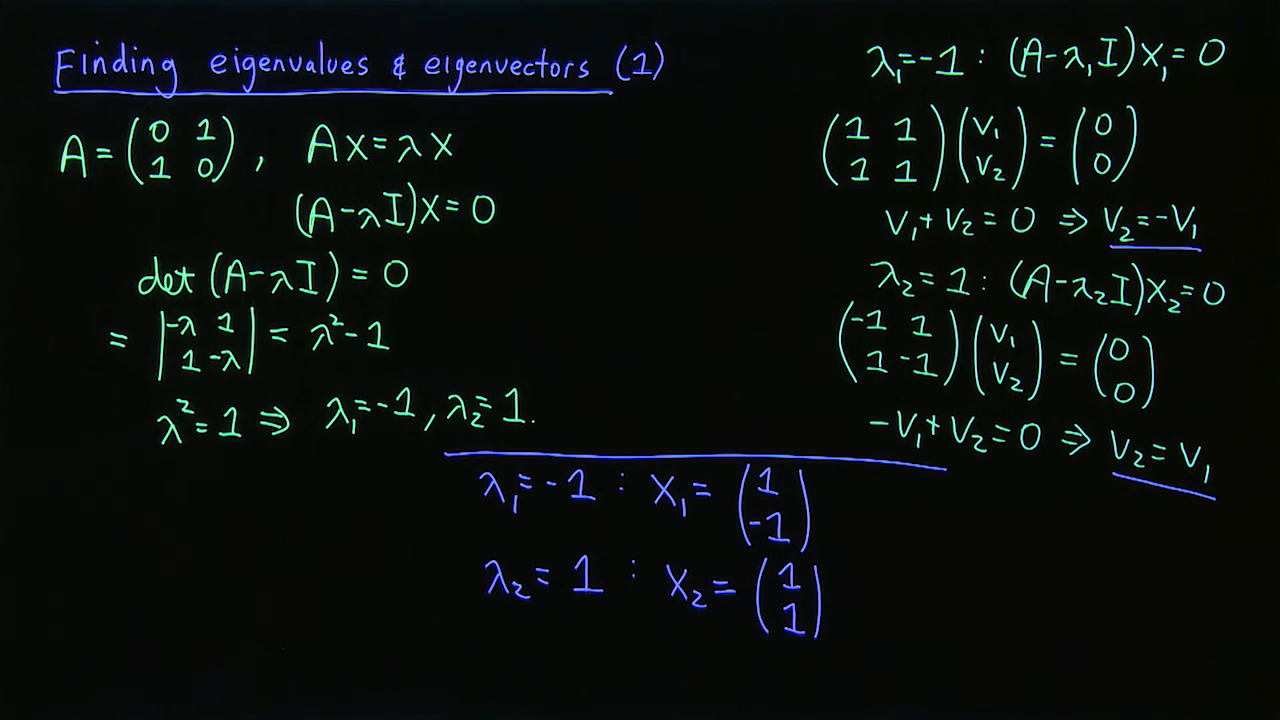 Finding eigenvalues & eigenvectors (1)
A = (0 1
1 0), Ax = λx
(A-λI)x = 0
det (A-λI) = 0
= |-λ 1
1 -λ| = λ² - 1
λ² = 1 ⇒ λ₁ = -1, λ₂ = 1.
λ₁ = -1 : (A-λ₁I)x₁ = 0
(1 1
1 1) (v₁
v₂) = (0
0)
v₁ + v₂ = 0 ⇒ v₂ = -v₁
λ₂ = 1 : (A-λ₂I)x₂ = 0
(-1 1
1 -1) (v₁
v₂) = (0
0)
-v₁ + v₂ = 0 ⇒ v₂ = v₁
λ₁ = -1 : x₁ = (1
-1)
λ₂ = 1 : x₂ = (1
1)